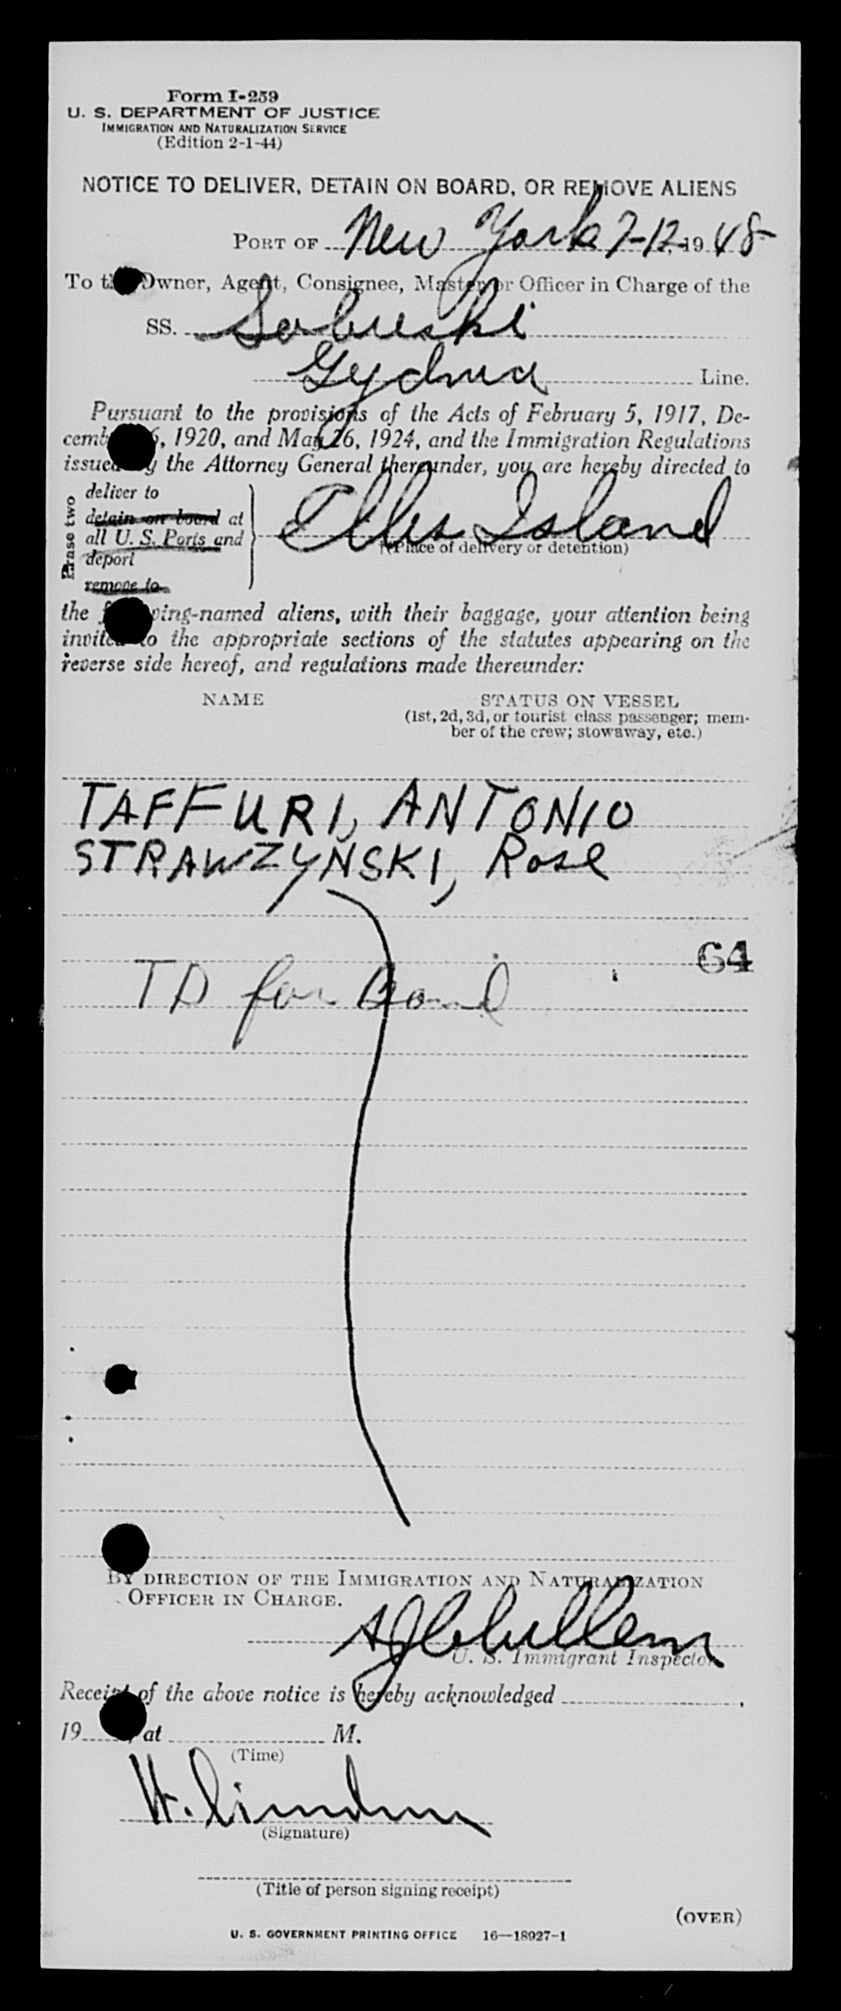 Form I-259
U. S. DEPARTMENT OF JUSTICE
IMMIGRATION AND NATURALIZATION SERVICE
(Edition 2-1-44)
NOTICE TO DELIVER, DETAIN ON BOARD, OR REMOVE ALIENS
PORT OF New York 7-12, 1948
To the Owner, Agent, Consignee, Master or Officer in Charge of the
SS. Sobieski
Gydnia Line.
Pursuant to the provisions of the Acts of February 5, 1917, De-
cember 26, 1920, and May 26, 1924, and the Immigration Regulations
issued by the Attorney General thereunder, you are hereby directed to
Erase two
deliver to
detain on board at
all U. S. Ports and
deport
remove to
Ellis Island
(Place of delivery or detention)
the following-named aliens, with their baggage, your attention being
invited to the appropriate sections of the statutes appearing on the
reverse side hereof, and regulations made thereunder:
NAME STATUS ON VESSEL
(1st, 2d, 3d, or tourist class passenger; mem-
ber of the crew; stowaway, etc.)
TAFFURI, ANTONIO
STRAWZYNSKI, Rose
64
TD for Bond
BY DIRECTION OF THE IMMIGRATION AND NATURALIZATION
OFFICER IN CHARGE.
U. S. Immigrant Inspector
Receipt of the above notice is hereby acknowledged ,
19 , at M.
(Time)
(Signature)
(Title of person signing receipt)
(OVER)
U. S. GOVERNMENT PRINTING OFFICE 16—18927-1